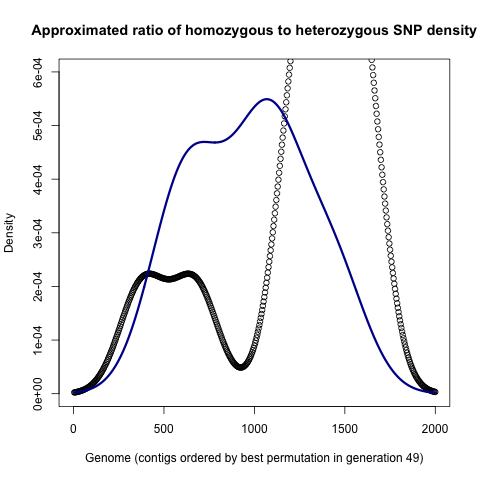 Approximated ratio of homozygous to heterozygous SNP density
6e-04
5e-04
4e-04
3e-04
2e-04
1e-04
0e+00
Density
0 500 1000 1500 2000
Genome (contigs ordered by best permutation in generation 49)